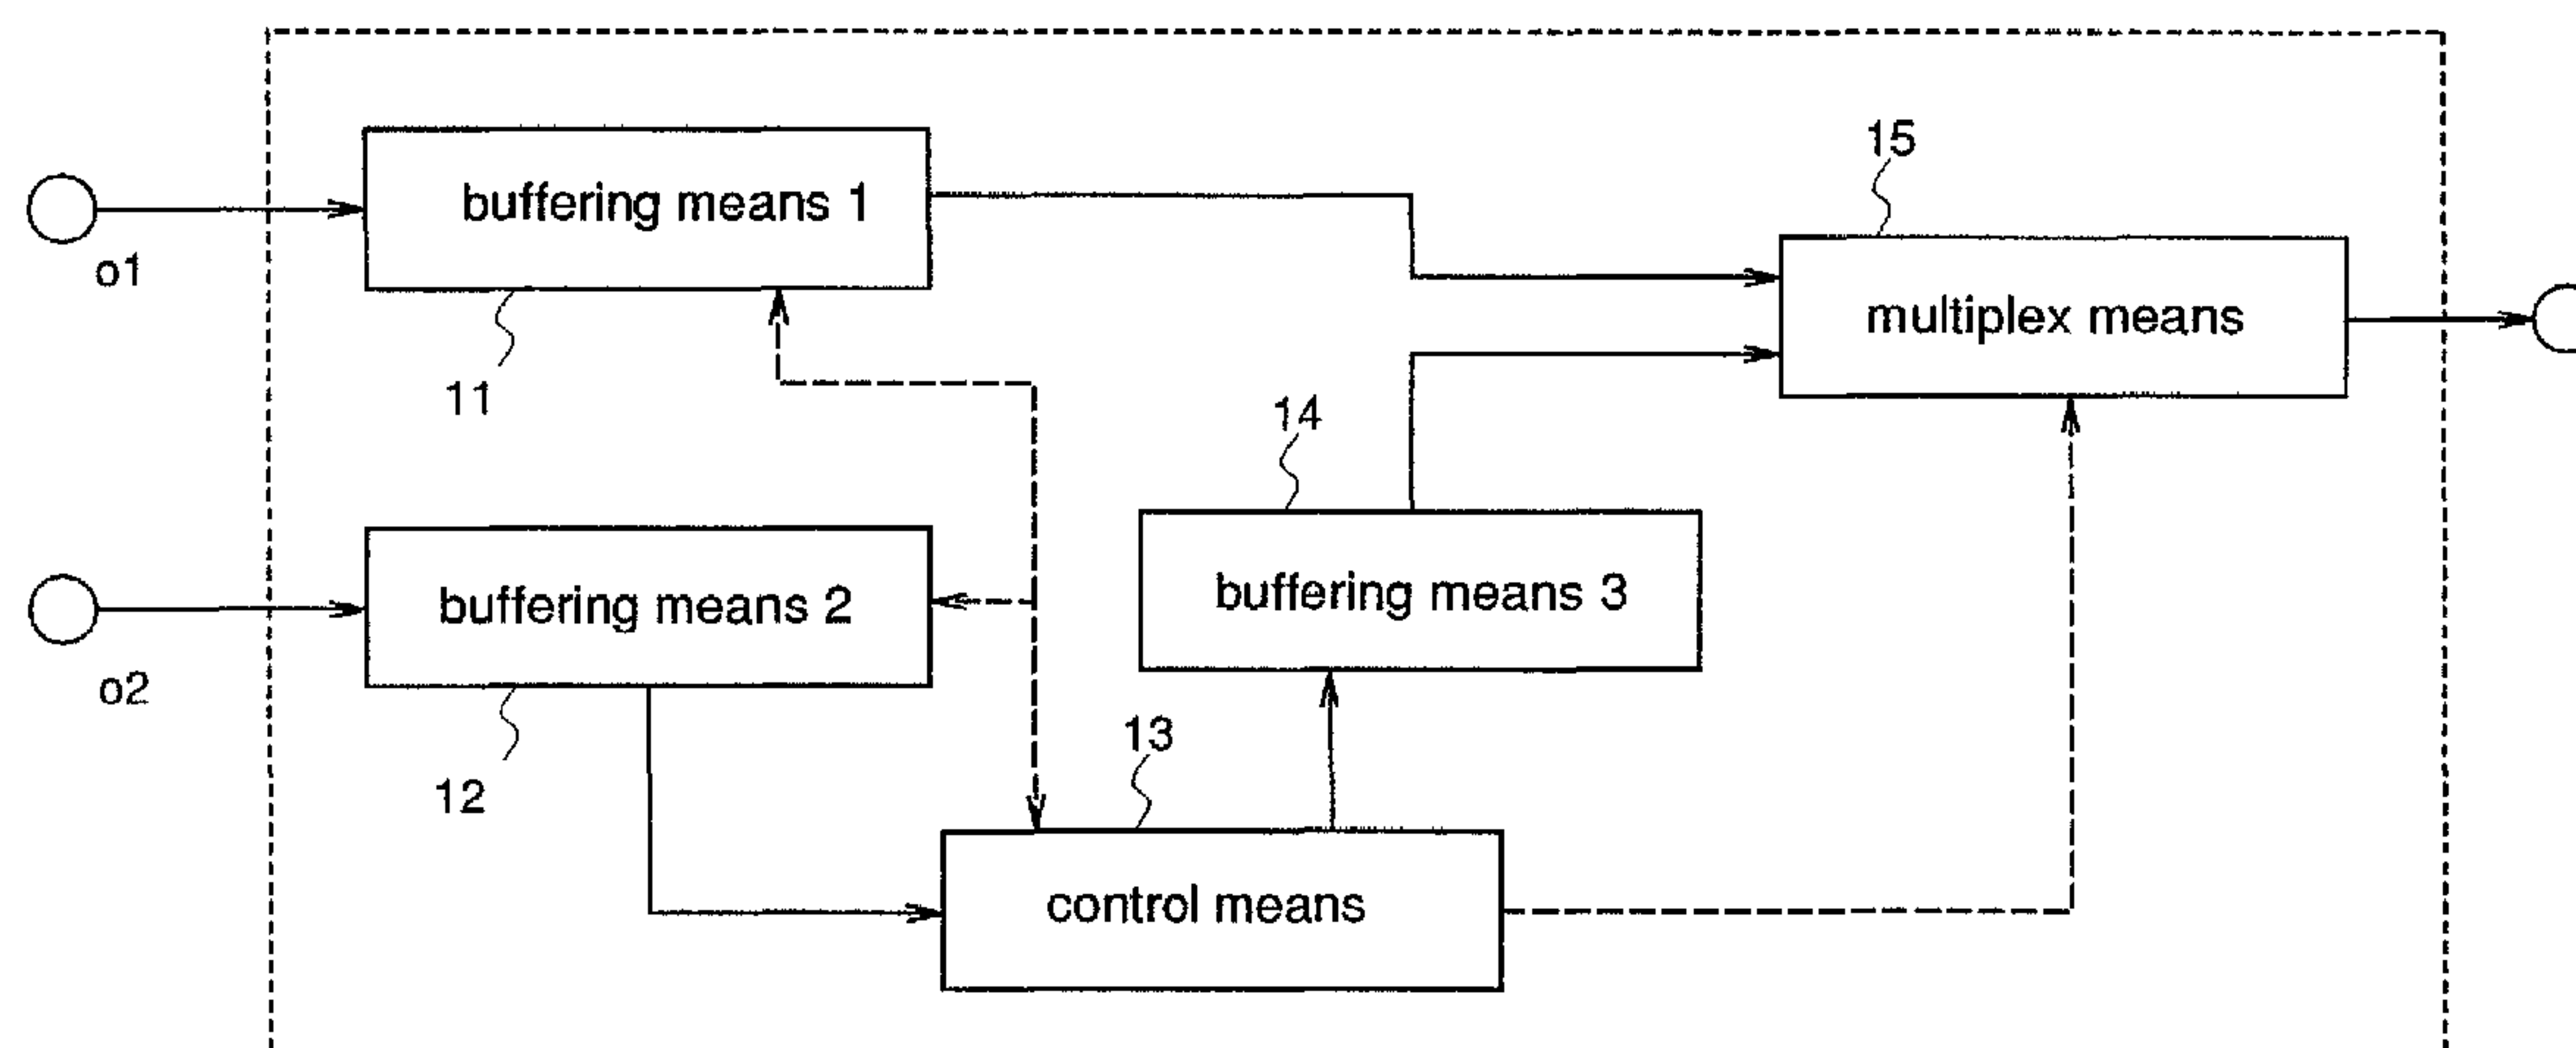 15
buffering means 1
o1
multiplex means
11
14
buffering means 2
buffering means 3
o2
13
12
control means